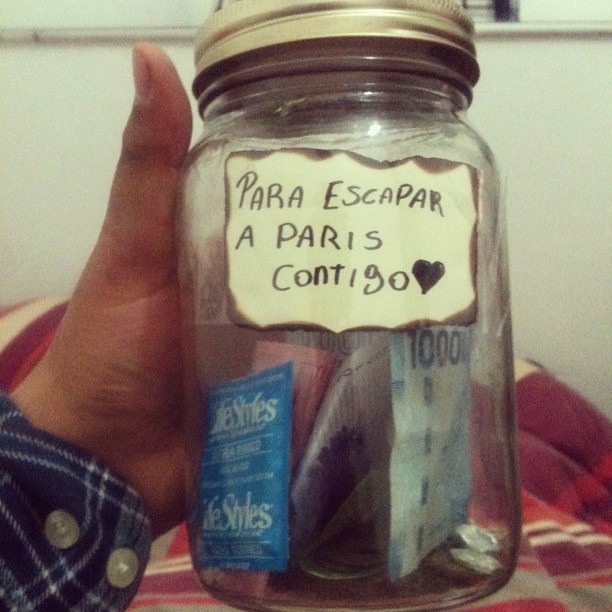 PARA ESCAPAR
A PARIS
CONTIGO
1000
LifeStyles
LifeStyles